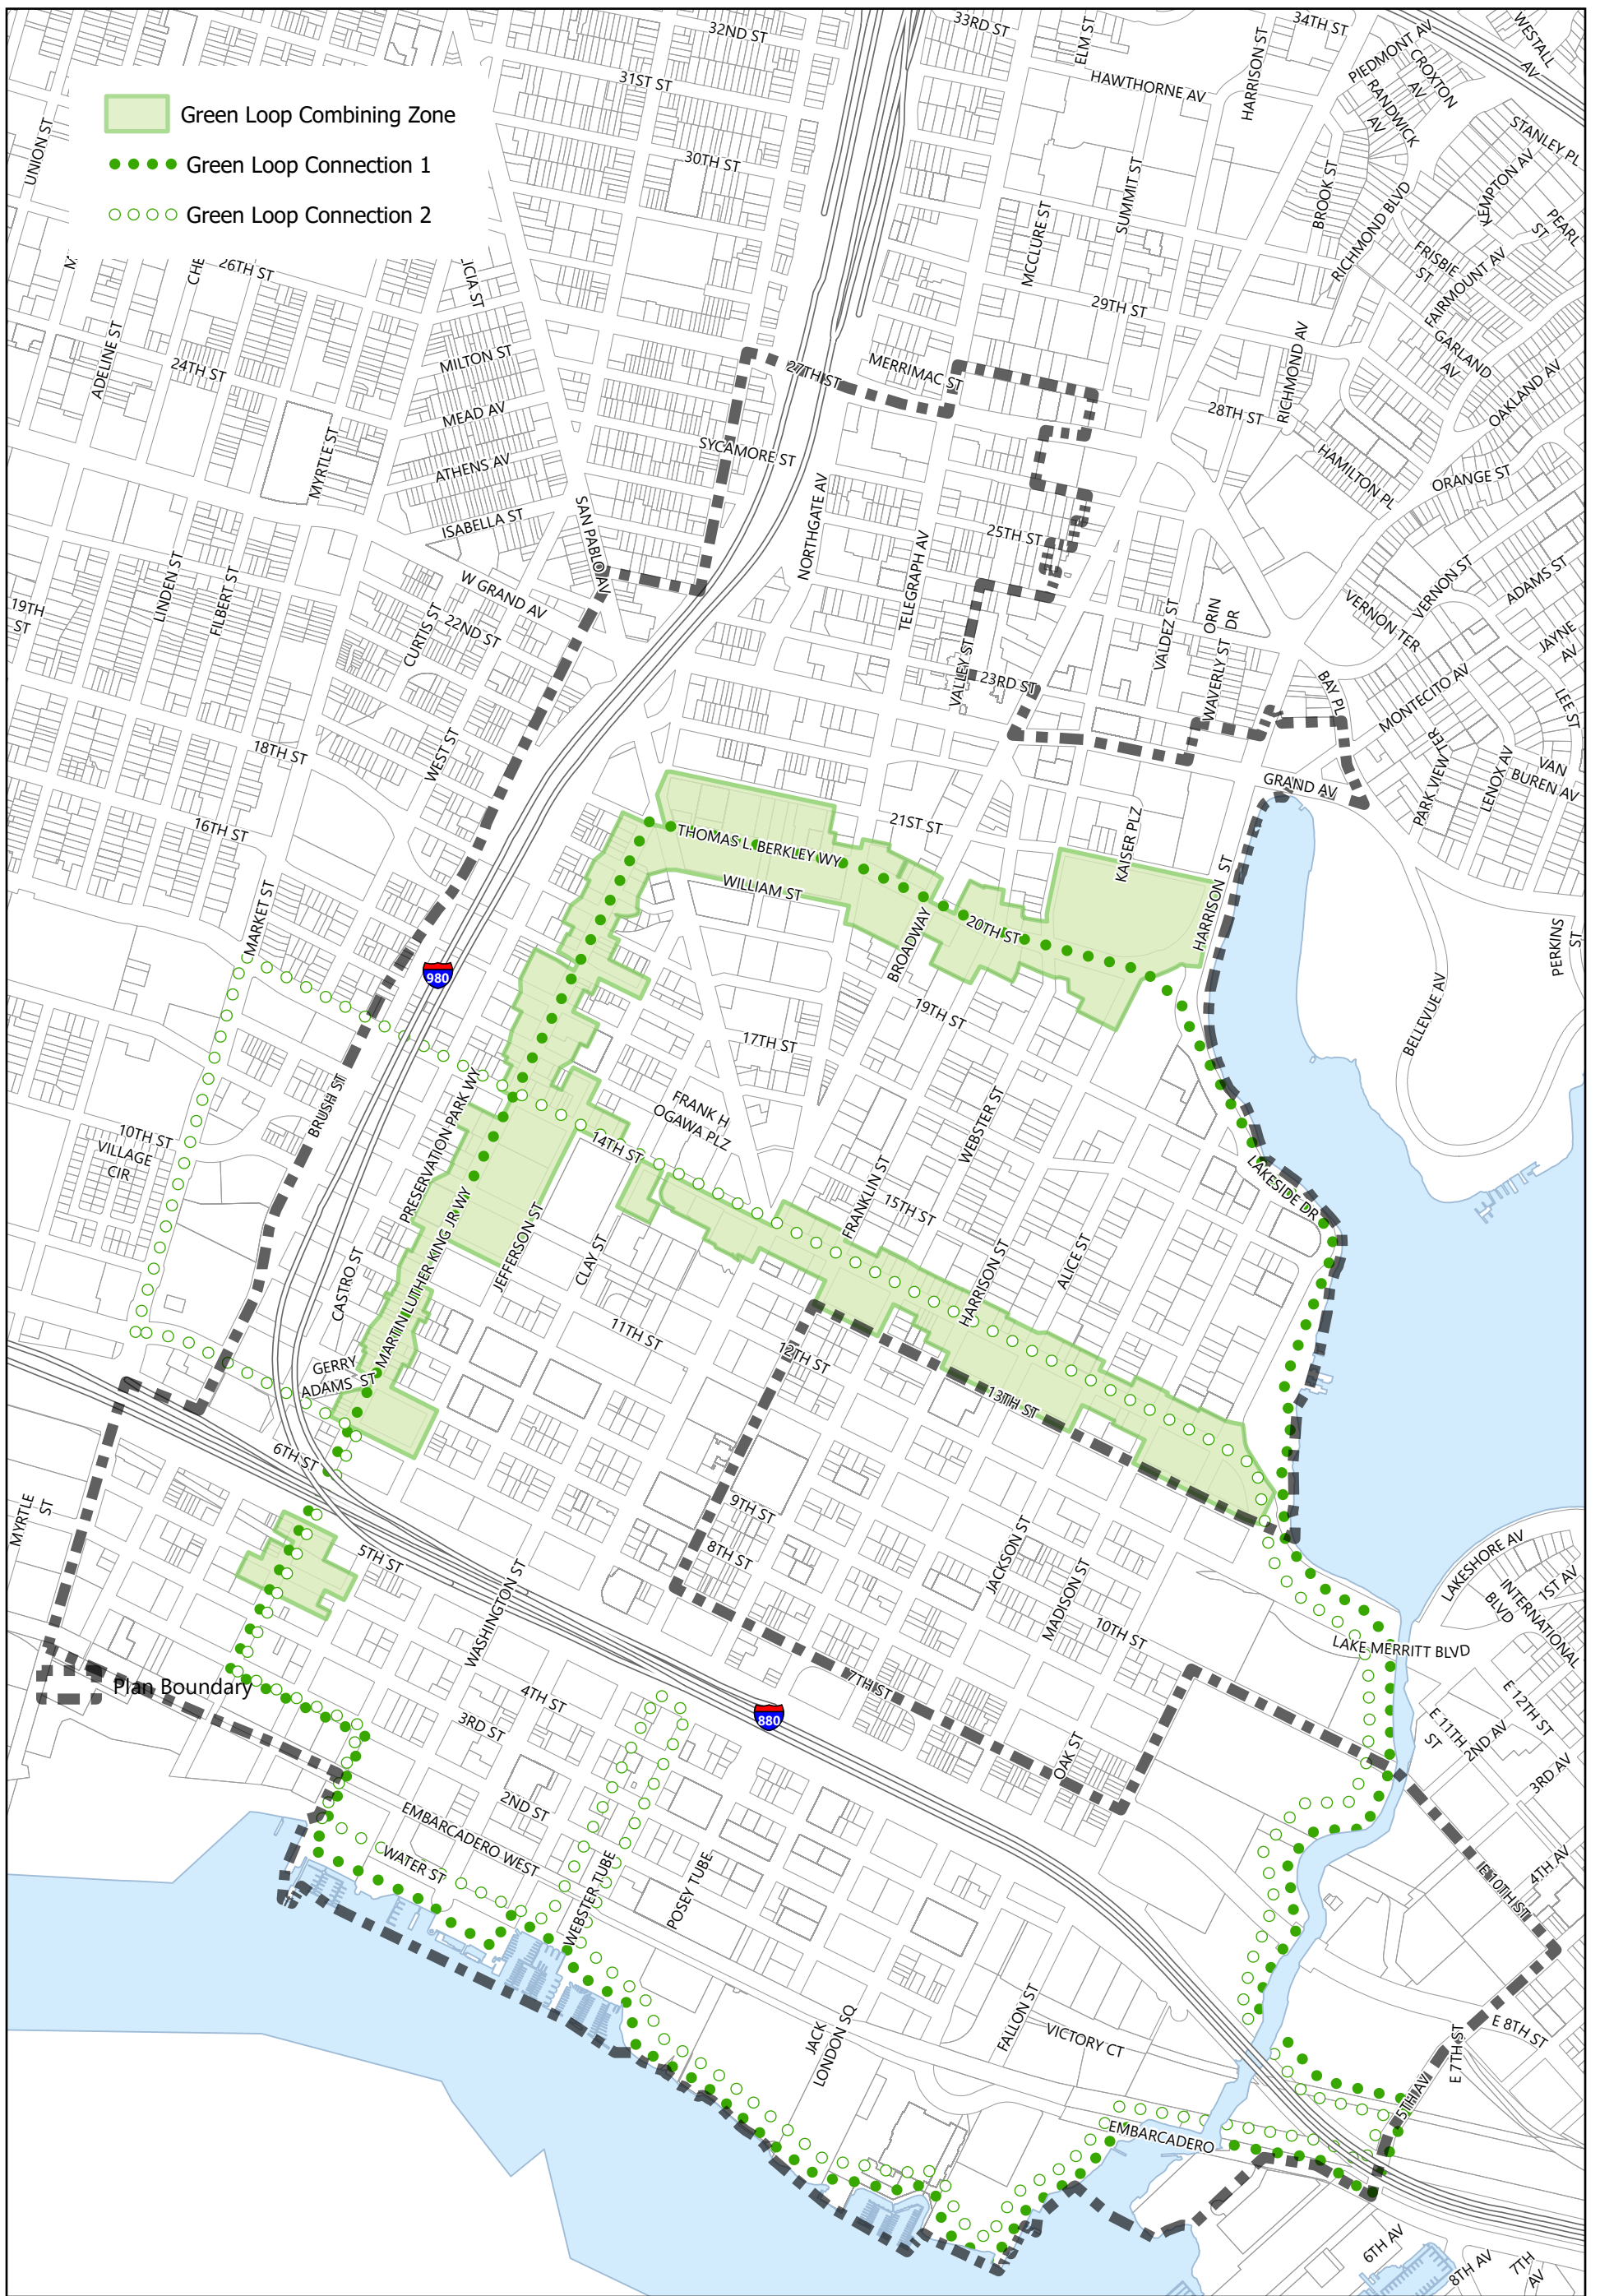 32ND ST
33RD ST
ELM ST
34TH ST
WESTALL
AV
PIEDMONT AV
CROXTON
AV
31ST ST
HAWTHORNE AV
HARRISON ST
RANDWICK
AV
Green Loop Combining Zone
Green Loop Connection 1
Green Loop Connection 2
UNION ST
30TH ST
STANLEY PL
KEMPTON AV
SUMMIT ST
BROOK ST
RICHMOND BLVD
PEARL
ST
MCCLURE ST
FRISBIE
ST
FAIRMOUNT AV
26TH ST
29TH ST
ADELINE ST
24TH ST
MILTON ST
27TH ST
MERRIMAC ST
RICHMOND AV
GARLAND
AV
OAKLAND AV
MEAD AV
28TH ST
MYRTLE ST
ATHENS AV
SYCAMORE ST
HAMILTON PL
ORANGE ST
ISABELLA ST
SAN PABLO AV
NORTHGATE AV
25TH ST
TELEGRAPH AV
LINDEN ST
FILBERT ST
W GRAND AV
22ND ST
CURTIS ST
19TH
ST
VERNON ST
ADAMS ST
VERNON TER
JAYNE
AV
VALDEZ ST
ORIN
DR
WAVERLY ST
VALLEY ST
23RD ST
BAY PL
MONTECITO AV
LEE ST
18TH ST
WEST ST
PARK VIEW TER
LENOX AV
VAN
BUREN AV
GRAND AV
16TH ST
21ST ST
KAISER PLZ
THOMAS L. BERKLEY WY
WILLIAM ST
HARRISON ST
MARKET ST
BROADWAY
20TH ST
PERKINS
ST
980
19TH ST
BELLEVUE AV
17TH ST
BRUSH ST
PRESERVATION PARK WY
FRANK H
OGAWA PLZ
WEBSTER ST
10TH ST
VILLAGE
CIR
14TH ST
LAKESIDE DR
FRANKLIN ST
15TH ST
MARTIN LUTHER KING JR WY
JEFFERSON ST
CLAY ST
CASTRO ST
HARRISON ST
ALICE ST
11TH ST
12TH ST
GERRY
ADAMS ST
13TH ST
6TH ST
MYRTLE
ST
9TH ST
8TH ST
5TH ST
JACKSON ST
MADISON ST
LAKESHORE AV
1ST AV
INTERNATIONAL
BLVD
WASHINGTON ST
10TH ST
LAKE MERRITT BLVD
Plan Boundary
7TH ST
4TH ST
3RD ST
880
E 12TH ST
E 11TH
ST
2ND AV
3RD AV
OAK ST
2ND ST
EMBARCADERO WEST
WATER ST
WEBSTER TUBE
POSEY TUBE
4TH AV
E 10TH ST
JACK
LONDON SQ
FALLON ST
VICTORY CT
E 8TH ST
E 7TH ST
5TH AV
EMBARCADERO
6TH AV
8TH AV
7TH
AV